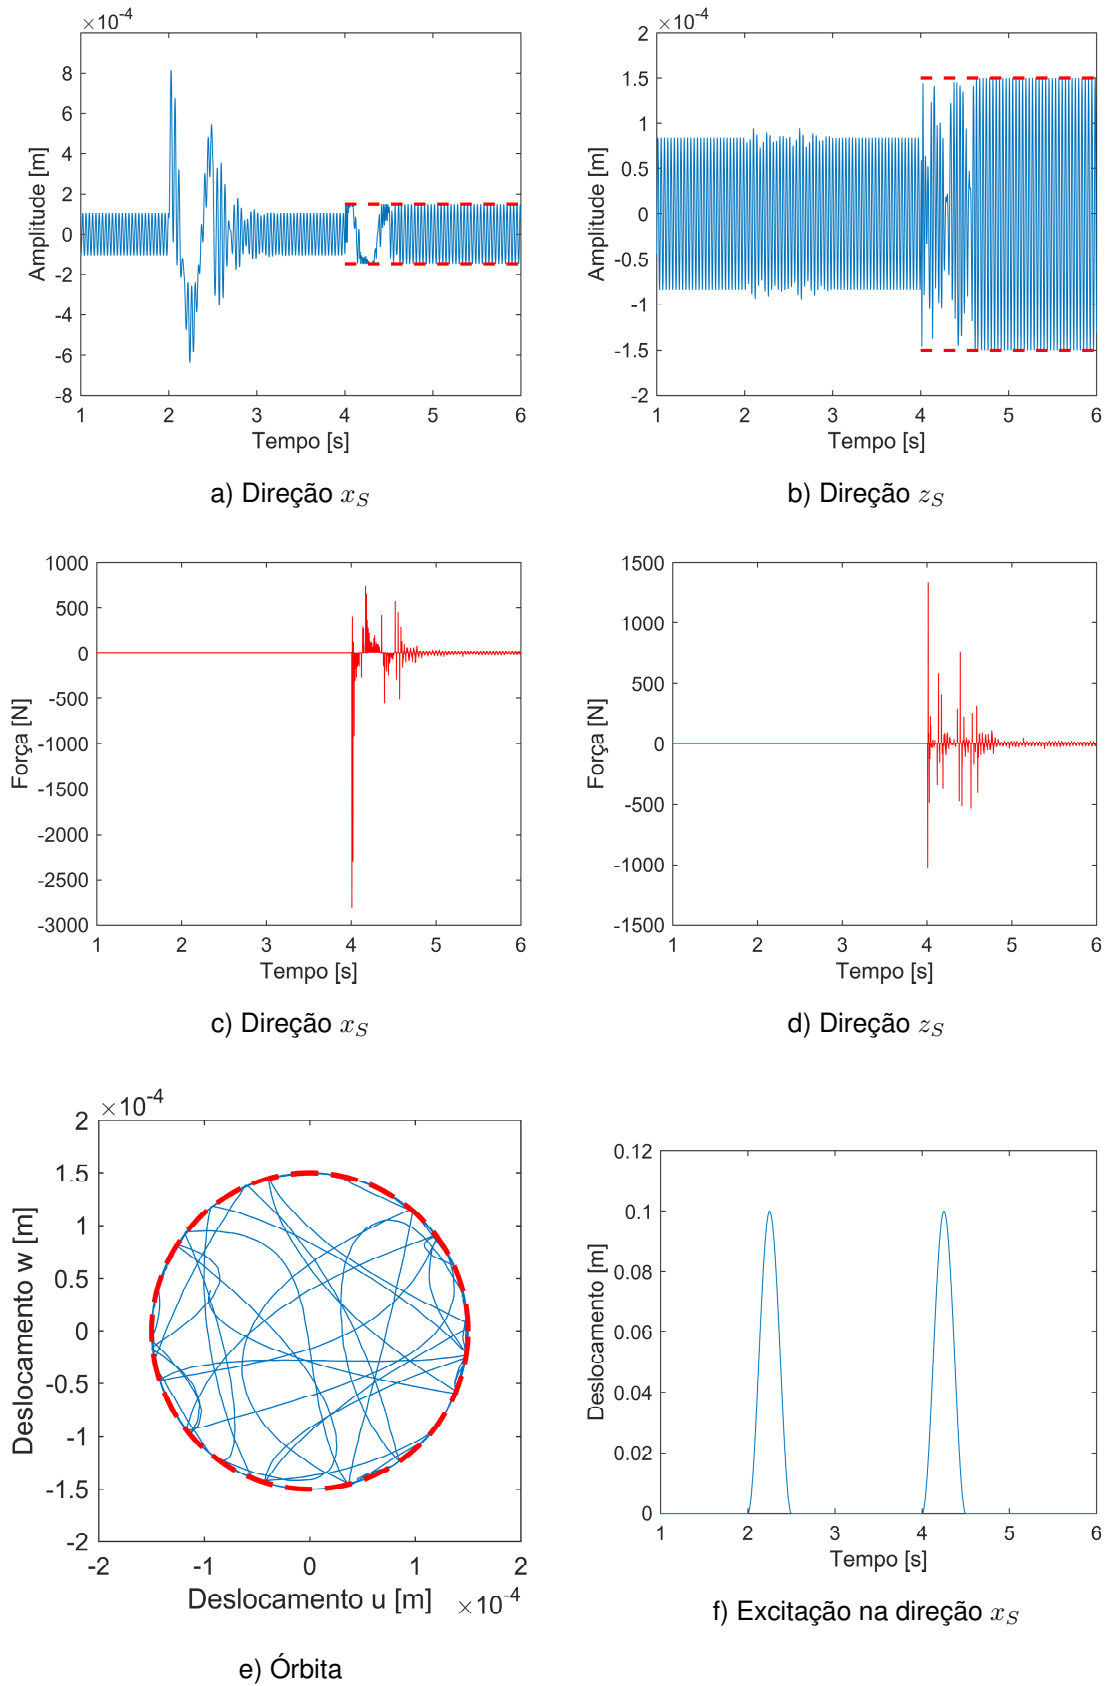 ×10⁻⁴
8
6
4
2
0
-2
-4
-6
-8
Amplitude [m]
1 2 3 4 5 6
Tempo [s]
a) Direção x_S
×10⁻⁴
2
1.5
1
0.5
0
-0.5
-1
-1.5
-2
Amplitude [m]
1 2 3 4 5 6
Tempo [s]
b) Direção z_S
1000
500
0
-500
-1000
-1500
-2000
-2500
-3000
Força [N]
1 2 3 4 5 6
Tempo [s]
c) Direção x_S
1500
1000
500
0
-500
-1000
-1500
Força [N]
1 2 3 4 5 6
Tempo [s]
d) Direção z_S
×10⁻⁴
2
1.5
1
0.5
0
-0.5
-1
-1.5
-2
Deslocamento w [m]
-2 -1 0 1 2
Deslocamento u [m] ×10⁻⁴
e) Órbita
0.12
0.1
0.08
0.06
0.04
0.02
0
Deslocamento [m]
1 2 3 4 5 6
Tempo [s]
f) Excitação na direção x_S